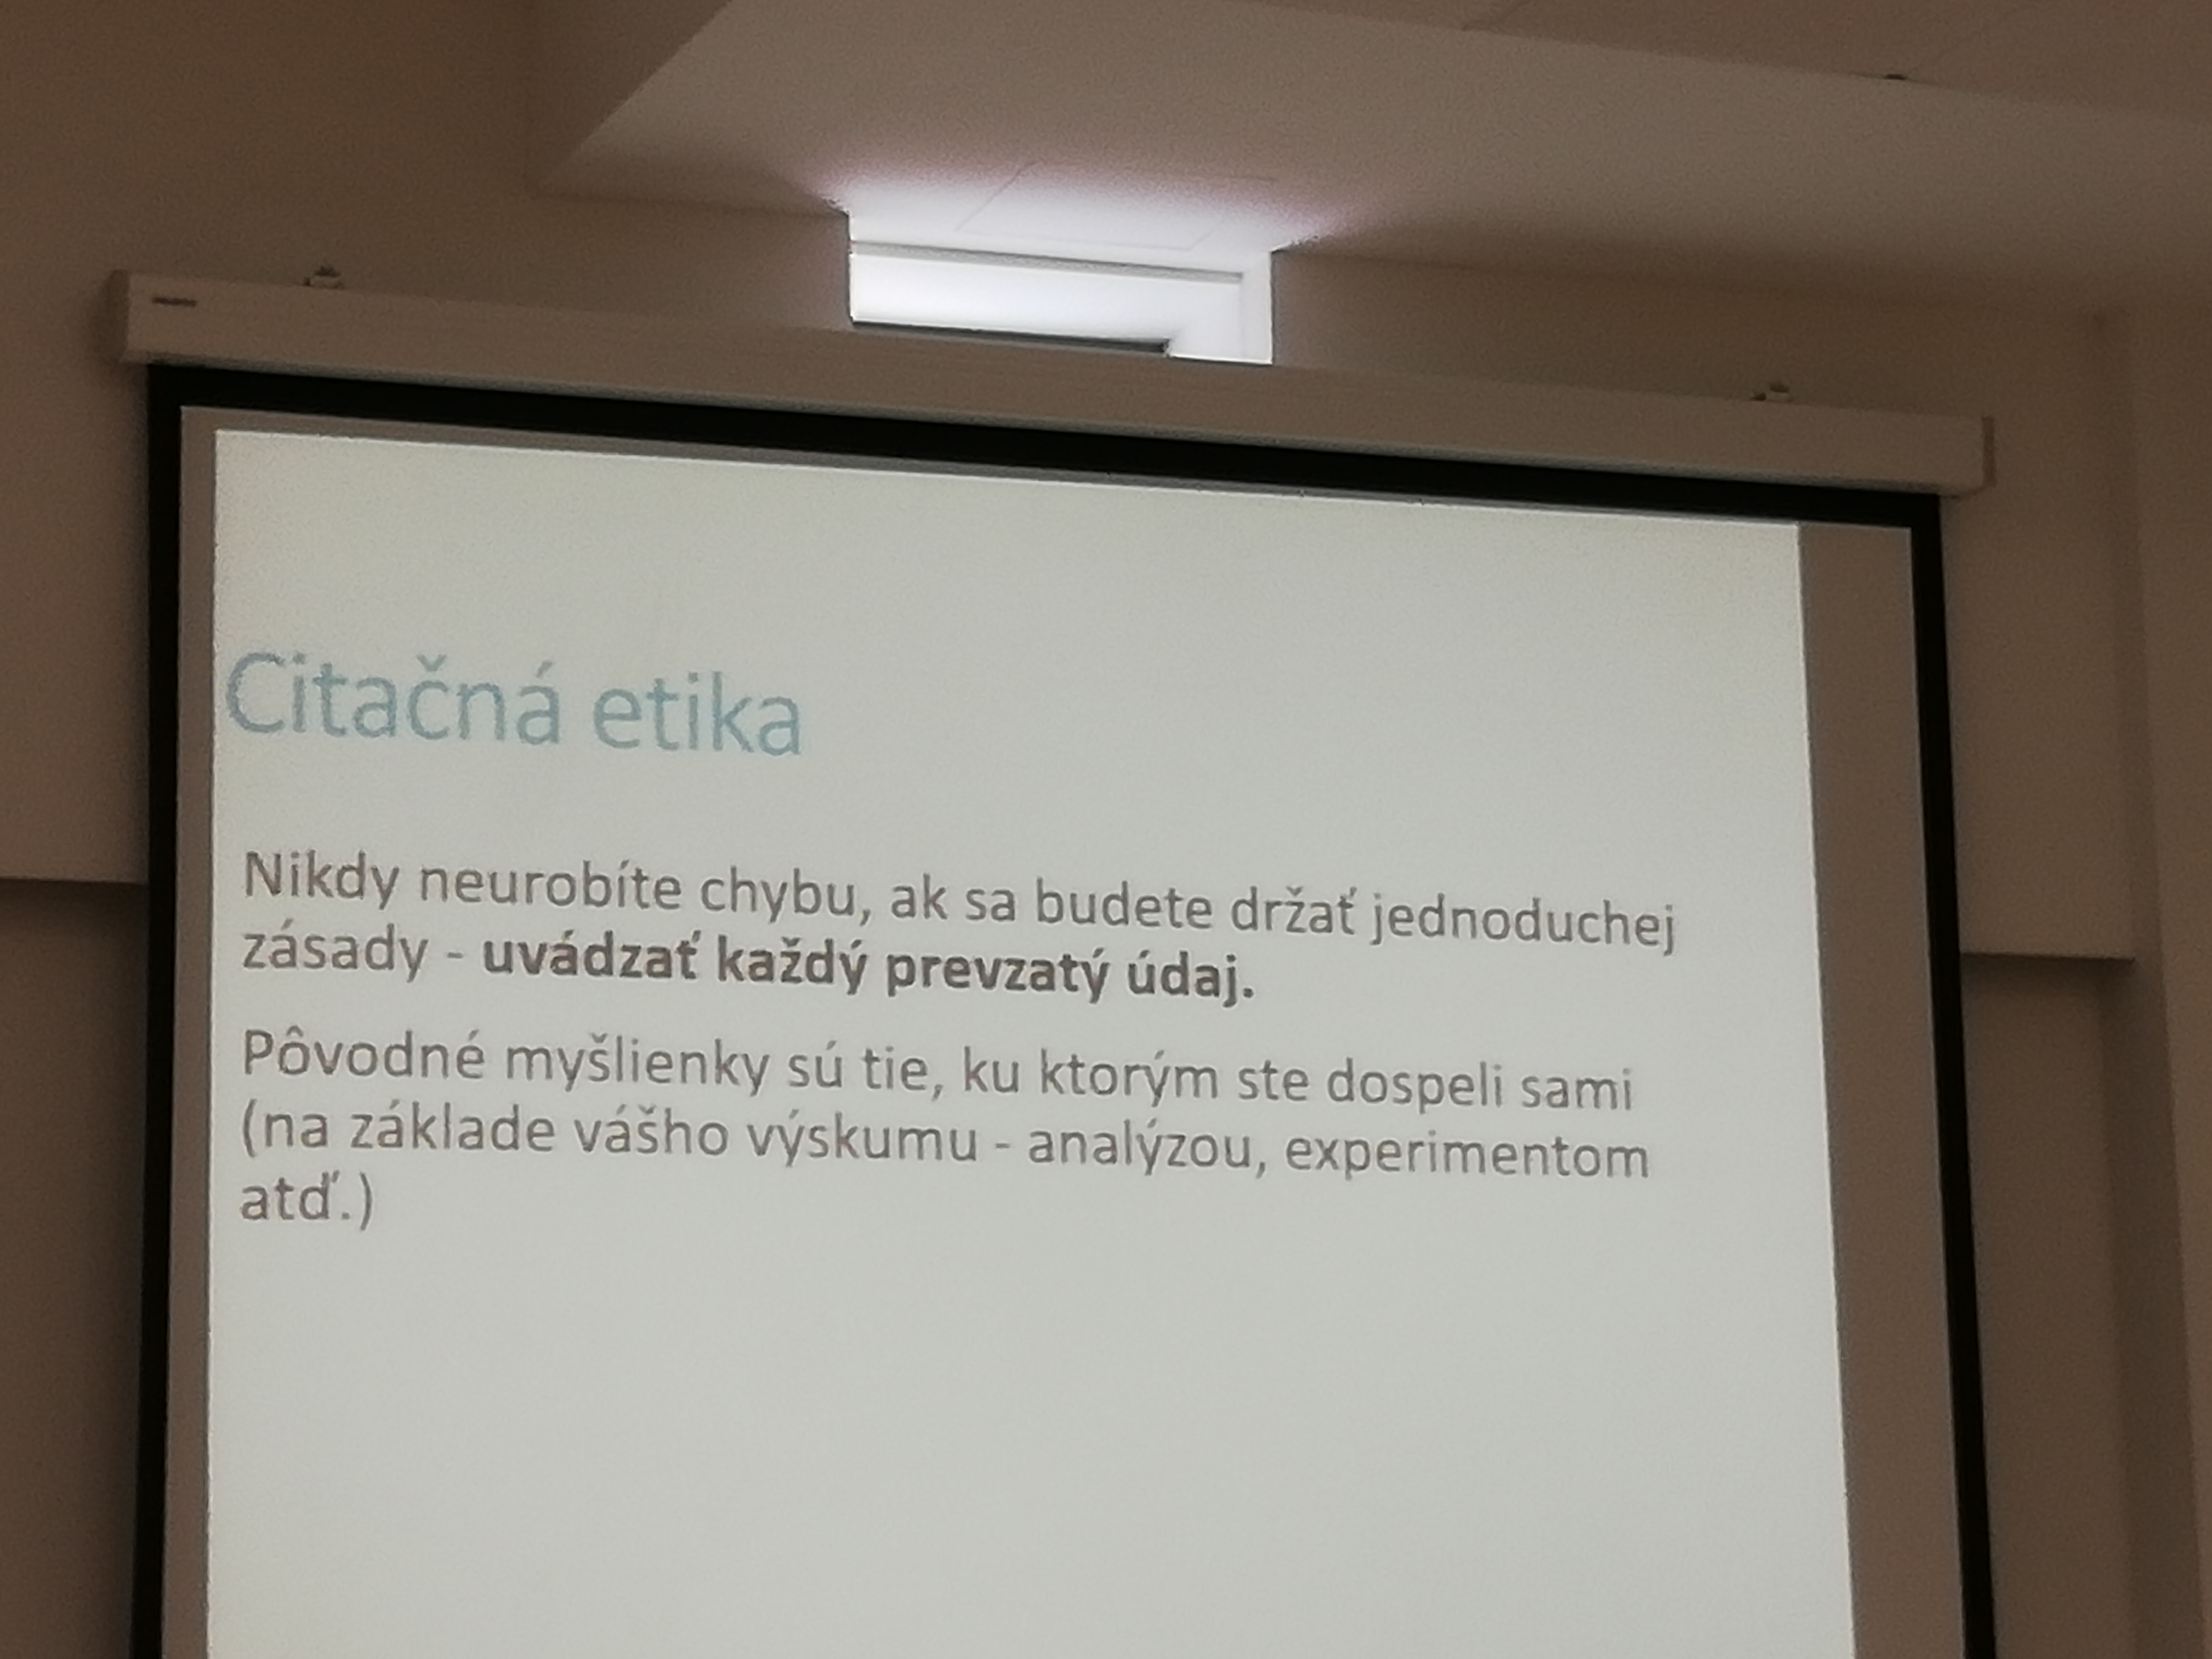 Citačná etika
Nikdy neurobíte chybu, ak sa budete držať jednoduchej
zásady - uvádzať každý prevzatý údaj.
Pôvodné myšlienky sú tie, ku ktorým ste dospeli sami
(na základe vášho výskumu - analýzou, experimentom
atď.)